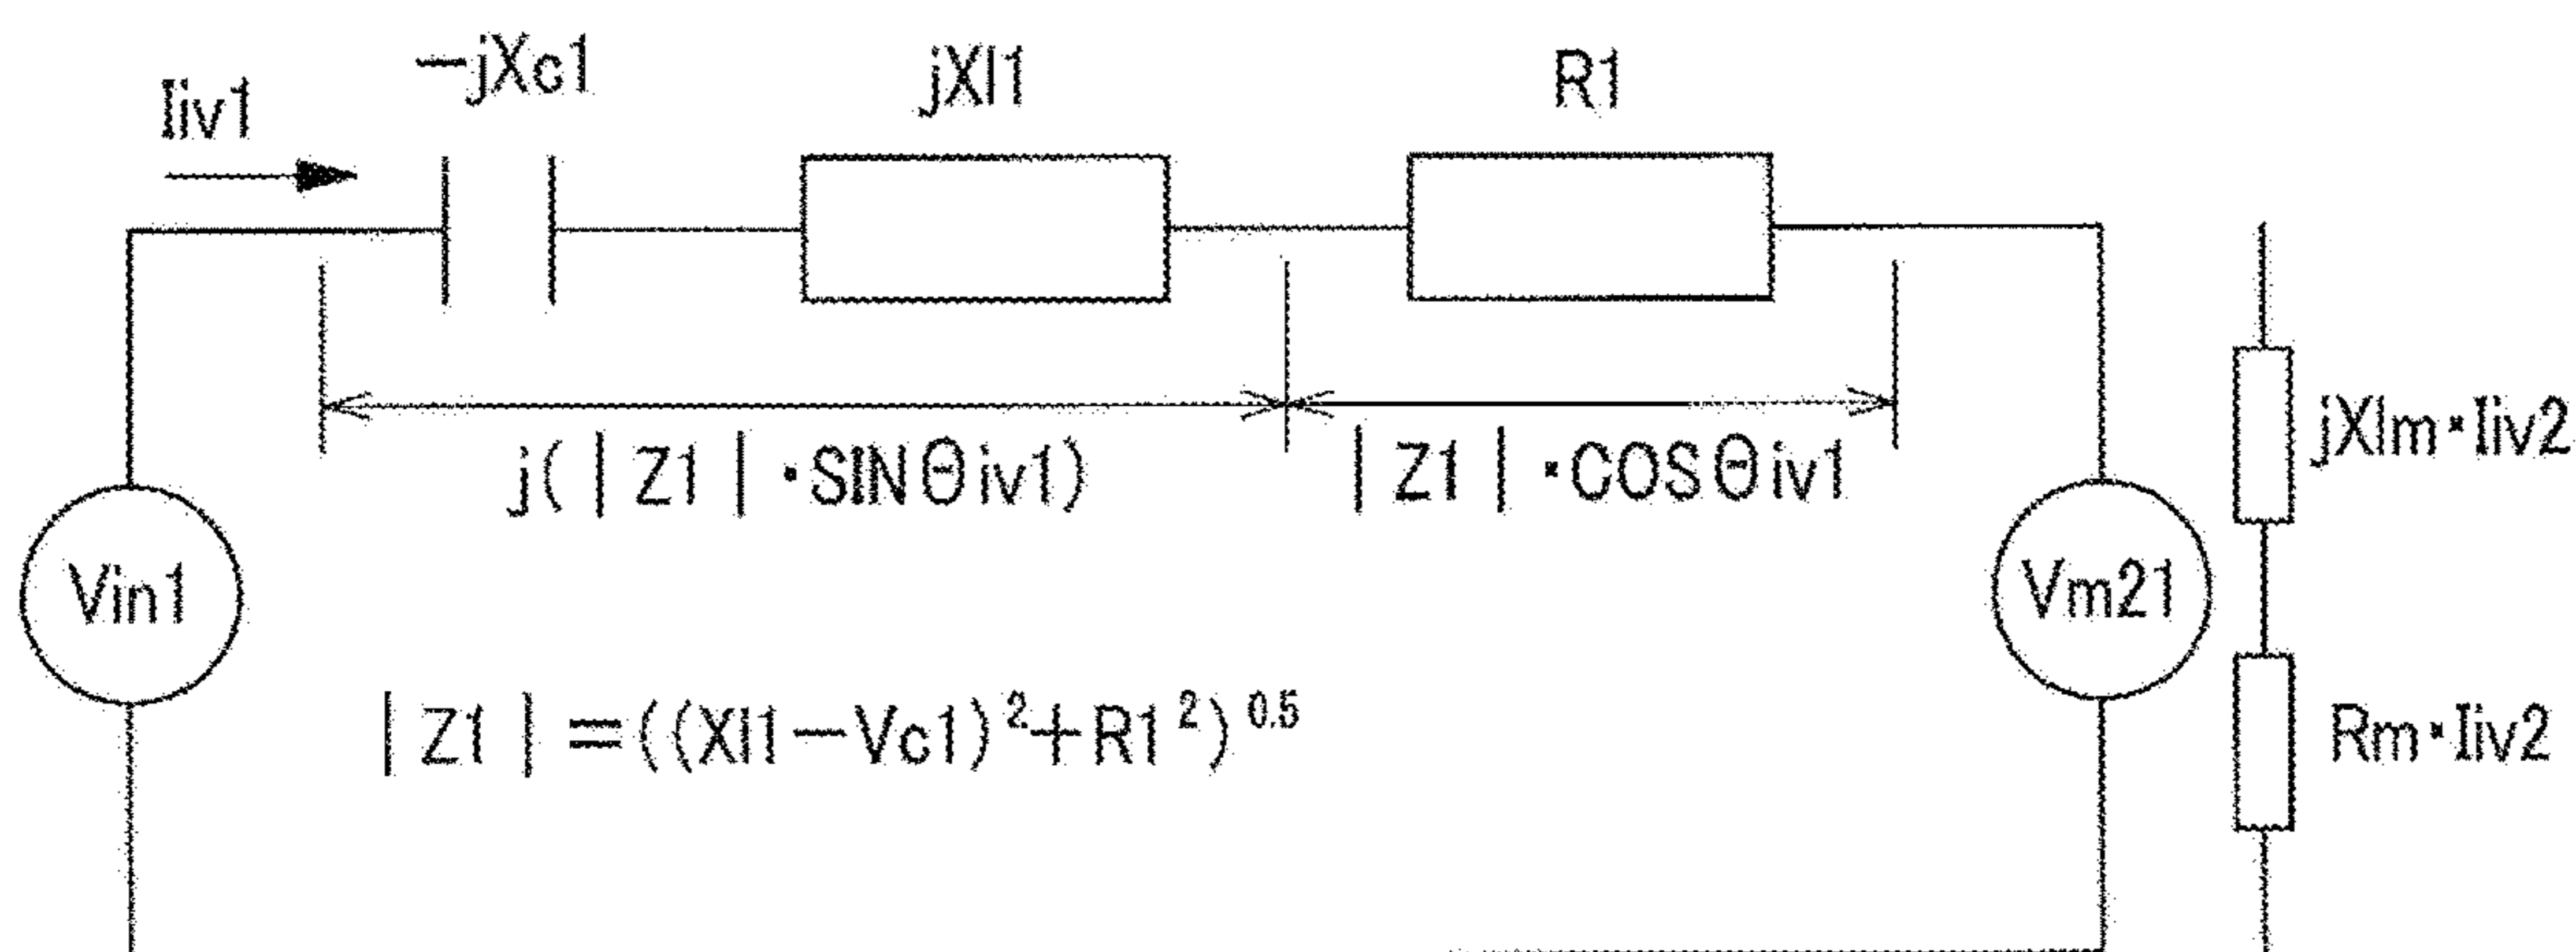 Iiv1
−jXc1
jXl1
R1
j(|Z1|·SINΘiv1)
|Z1|·COSΘiv1
jXlm·Iiv2
Vin1
Vm21
|Z1|=((Xl1−Vc1)²+R1²)^0.5
Rm·Iiv2